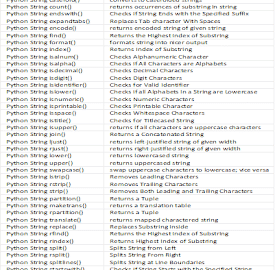 Python String count() returns occurrences of substring in string
Python String endswith() Checks if String Ends with the Specified Suffix
Python String expandtabs() Replaces Tab character With Spaces
Python String encode() returns encoded string of given string
Python String find() Returns the Highest Index of Substring
Python String format() formats string into nicer output
Python String index() Returns Index of Substring
Python String isalnum() Checks Alphanumeric Character
Python String isalpha() Checks if All Characters are Alphabets
Python String isdecimal() Checks Decimal Characters
Python String isdigit() Checks Digit Characters
Python String isidentifier() Checks for Valid Identifier
Python String islower() Checks if all Alphabets in a String are Lowercase
Python String isnumeric() Checks Numeric Characters
Python String isprintable() Checks Printable Character
Python String isspace() Checks Whitespace Characters
Python String istitle() Checks for Titlecased String
Python String isupper() returns if all characters are uppercase characters
Python String join() Returns a Concatenated String
Python String ljust() returns left justified string of given width
Python String rjust() returns right justified string of given width
Python String lower() returns lowercased string
Python String upper() returns uppercased string
Python String swapcase() swap uppercase characters to lowercase; vice versa
Python String lstrip() Removes Leading Characters
Python String rstrip() Removes Trailing Characters
Python String strip() Removes Both Leading and Trailing Characters
Python String partition() Returns a Tuple
Python String maketrans() returns a translation table
Python String rpartition() Returns a Tuple
Python String translate() returns mapped charactered string
Python String replace() Replaces Substring Inside
Python String rfind() Returns the Highest Index of Substring
Python String rindex() Returns Highest Index of Substring
Python String split() Splits String from Left
Python String rsplit() Splits String From Right
Python String splitlines() Splits String at Line Boundaries
Python String startswith() Checks if String Starts with the Specified String